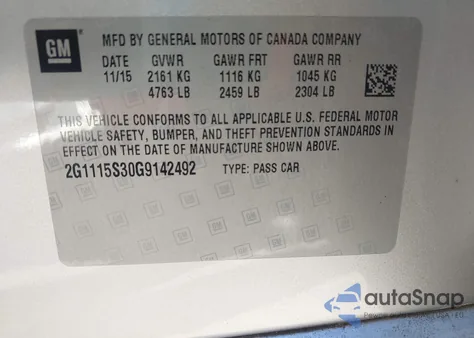 GM
MFD BY GENERAL MOTORS OF CANADA COMPANY
DATE GVWR GAWR FRT GAWR RR
11/15 2161 KG 1116 KG 1045 KG
4763 LB 2459 LB 2304 LB
THIS VEHICLE CONFORMS TO ALL APPLICABLE U.S. FEDERAL MOTOR
VEHICLE SAFETY, BUMPER, AND THEFT PREVENTION STANDARDS IN
EFFECT ON THE DATE OF MANUFACTURE SHOWN ABOVE.
2G1115S30G9142492 TYPE: PASS CAR
autoSnap